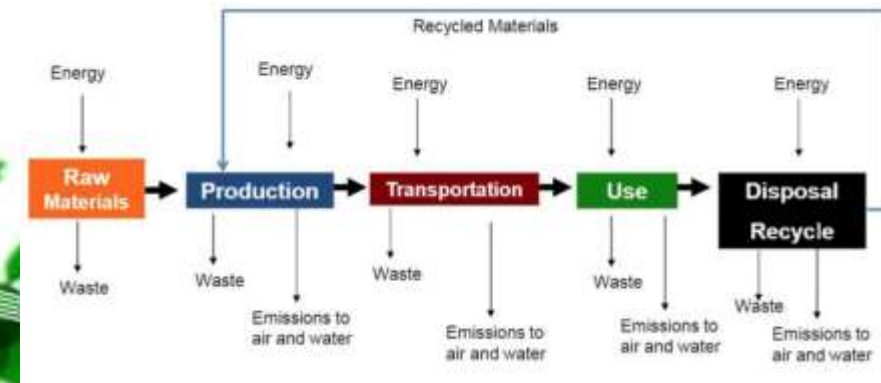 Recycled Materials
Energy
Energy
Energy
Energy
Energy
Raw
Materials
Production
Transportation
Use
Disposal
Recycle
Waste
Waste
Emissions to
air and water
Waste
Emissions to
air and water
Waste
Emissions to
air and water
Waste
Emissions to
air and water